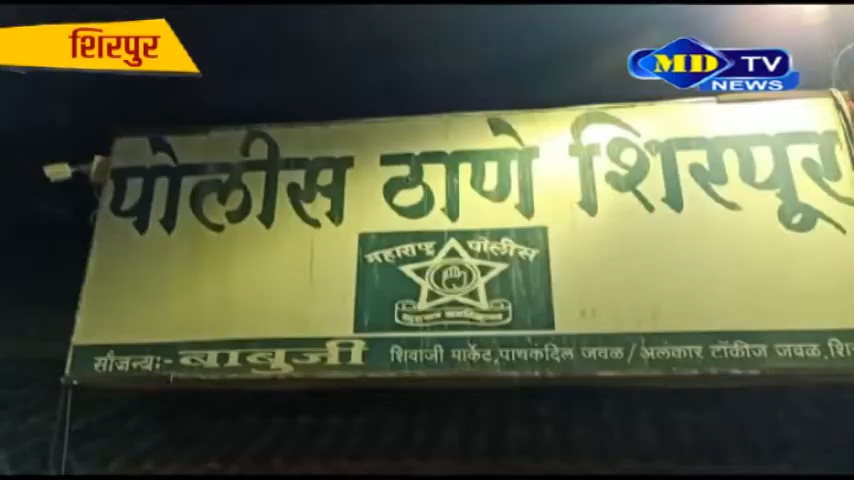 शिरपुर
MD TV
NEWS
पोलीस ठाणे शिरपूर
महाराष्ट्र पोलीस
सौजन्य:- बाबुजी शिवाजी मार्केट, पाचकंदिल जवळ/अलंकार टॉकीज जवळ,